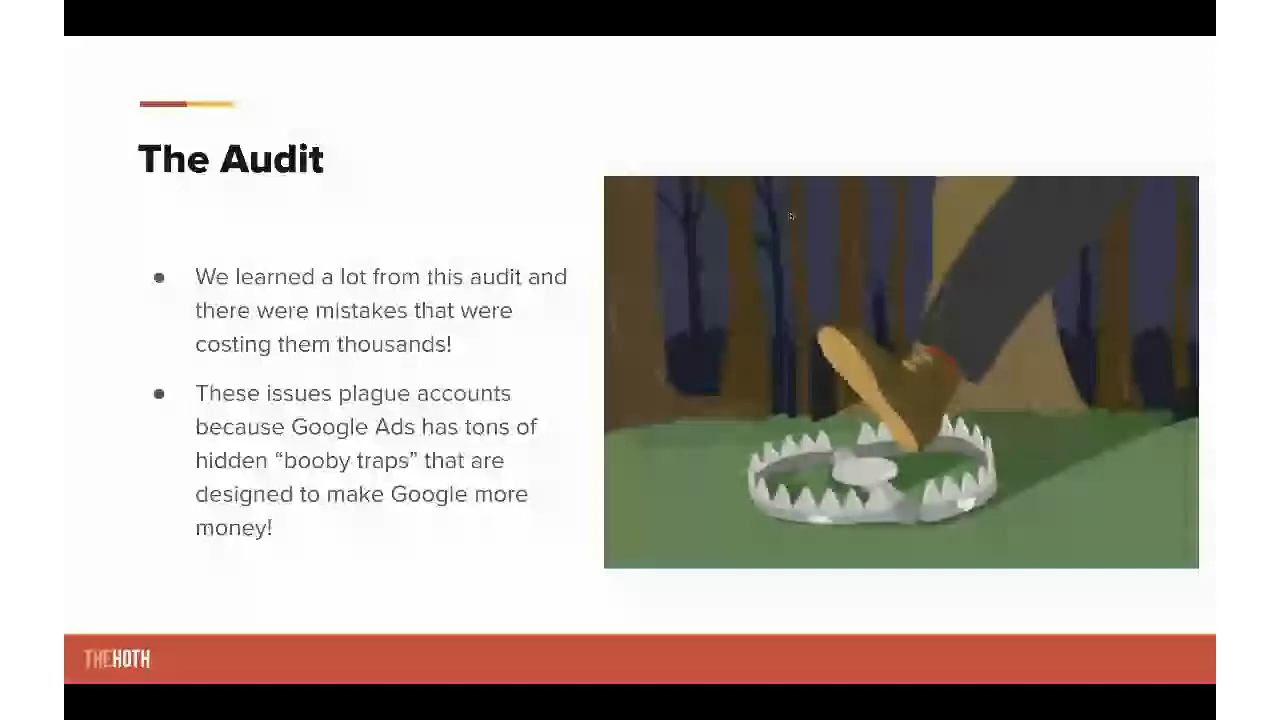 The Audit
● We learned a lot from this audit and
there were mistakes that were
costing them thousands!
● These issues plague accounts
because Google Ads has tons of
hidden “booby traps” that are
designed to make Google more
money!
THEHOTH